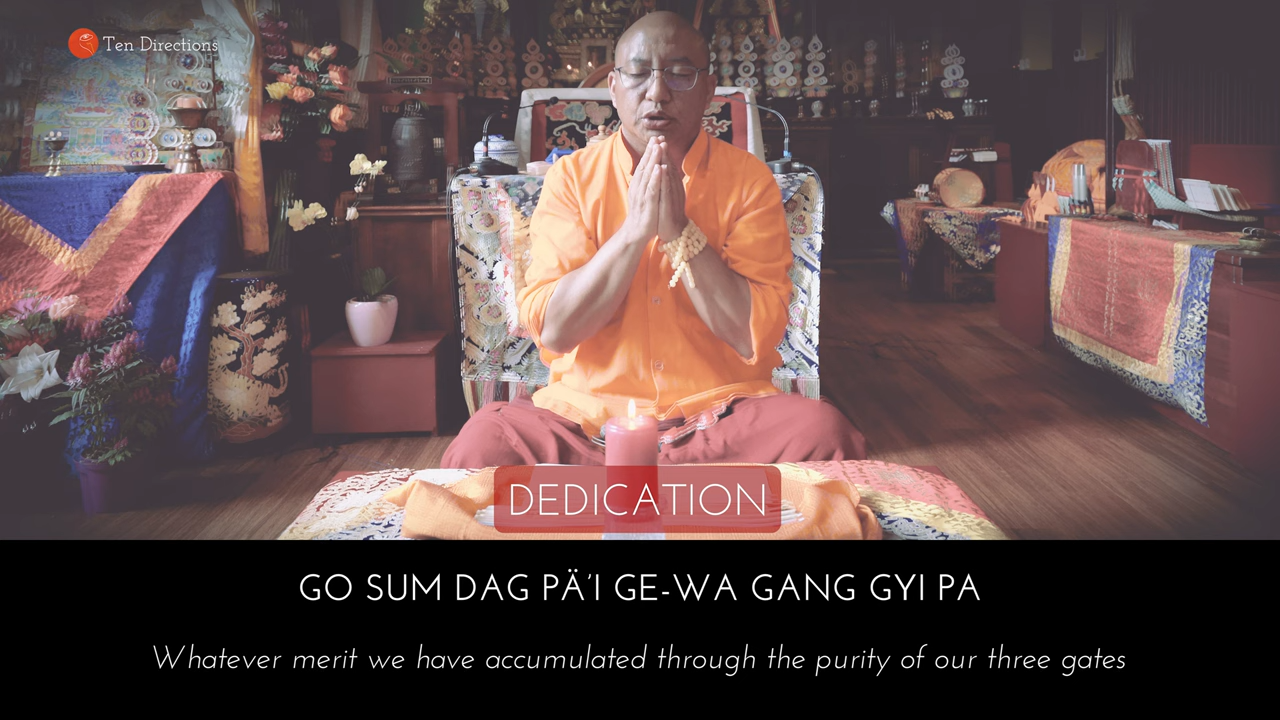 Ten Directions
DEDICATION
GO SUM DAG PÄ'I GE-WA GANG GYI PA
Whatever merit we have accumulated through the purity of our three gates